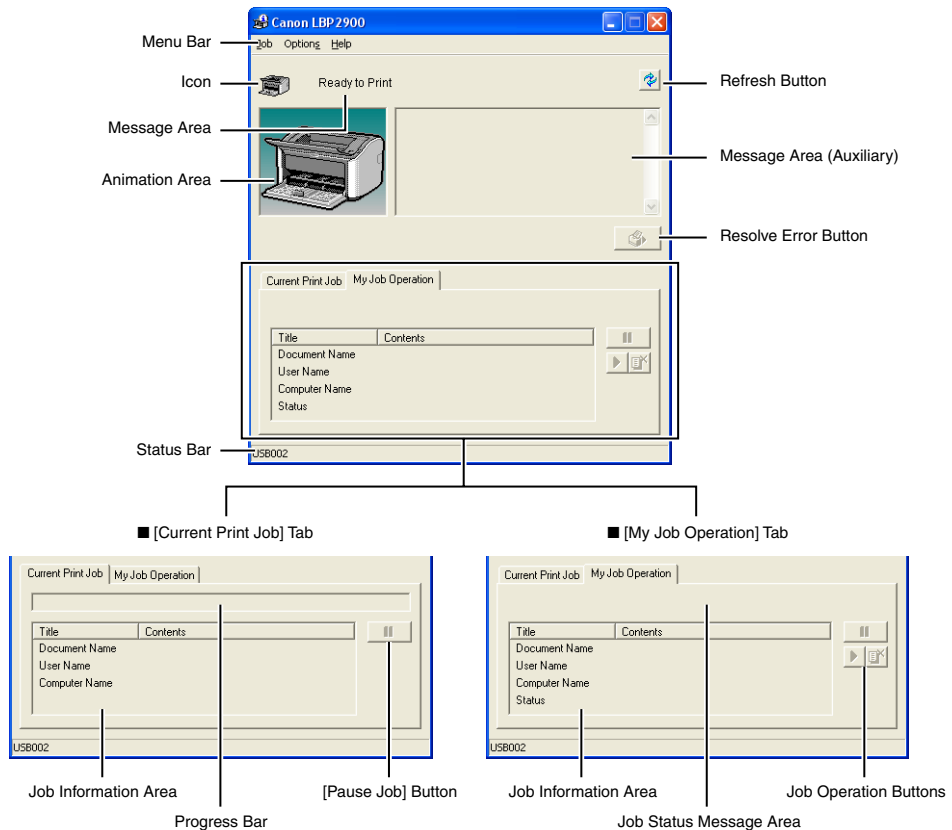 Canon LBP2900
Menu Bar
Job Options Help
Icon
Ready to Print
Refresh Button
Message Area
Message Area (Auxiliary)
Animation Area
Resolve Error Button
Current Print Job My Job Operation
Title Contents
Document Name
User Name
Computer Name
Status
Status Bar
USB002
■ [Current Print Job] Tab
■ [My Job Operation] Tab
Current Print Job My Job Operation
Title Contents
Document Name
User Name
Computer Name
USB002
Job Information Area
[Pause Job] Button
Progress Bar
Current Print Job My Job Operation
Title Contents
Document Name
User Name
Computer Name
Status
USB002
Job Information Area
Job Operation Buttons
Job Status Message Area